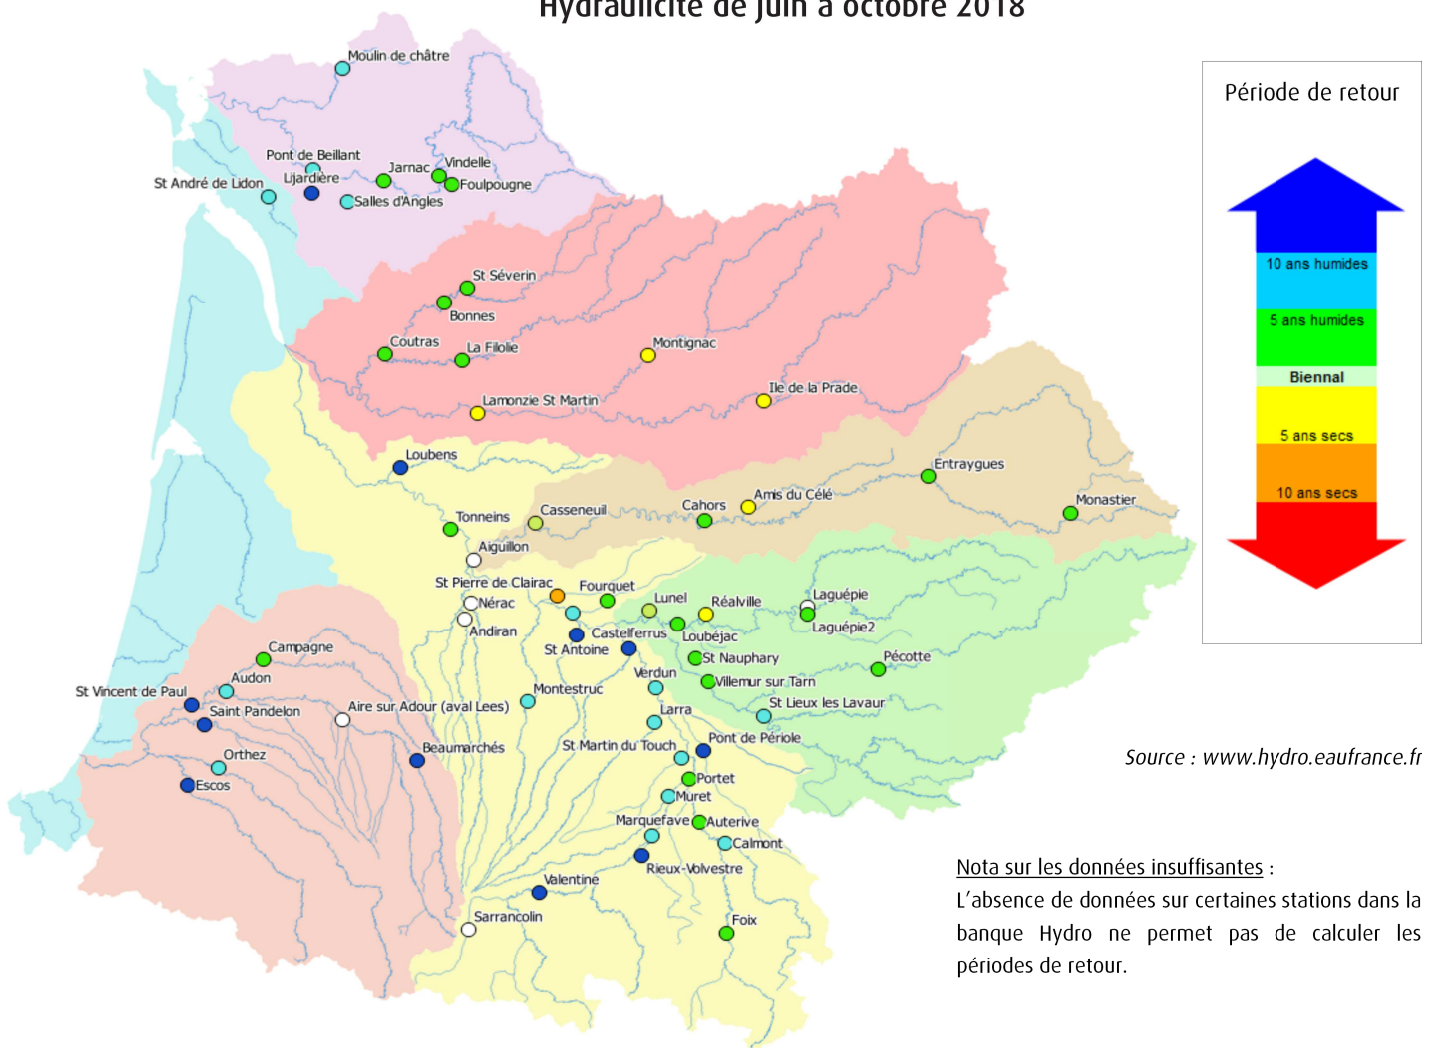 Hydraulicité de juin à octobre 2018
Moulin de châtre
Pont de Beillant
Jarnac
Vindelle
St André de Lidon
Lijardière
Foulpougne
Salles d'Angles
St Séverin
Bonnes
Coutras
La Filolie
Montignac
Ile de la Prade
Lamonzie St Martin
Loubens
Entraygues
Amis du Célé
Monastier
Cahors
Casseneuil
Tonneins
Aiguillon
St Pierre de Clairac
Fourquet
Nérac
Lunel
Réalville
Laguépie
Andiran
Castelferrus
Loubéjac
Laguépie2
St Antoine
Campagne
St Nauphary
Pécotte
Audon
Verdun
Villemur sur Tarn
St Vincent de Paul
Montestruc
St Lieux les Lavaur
Saint Pandelon
Aire sur Adour (aval Lees)
Larra
Beaumarchés
St Martin du Touch
Pont de Périole
Orthez
Portet
Escos
Muret
Marquefave
Auterive
Calmont
Rieux-Volvestre
Valentine
Sarrancolin
Foix
Période de retour
10 ans humides
5 ans humides
Biennal
5 ans secs
10 ans secs
Source : www.hydro.eaufrance.fr
Nota sur les données insuffisantes :
L'absence de données sur certaines stations dans la
banque Hydro ne permet pas de calculer les
périodes de retour.